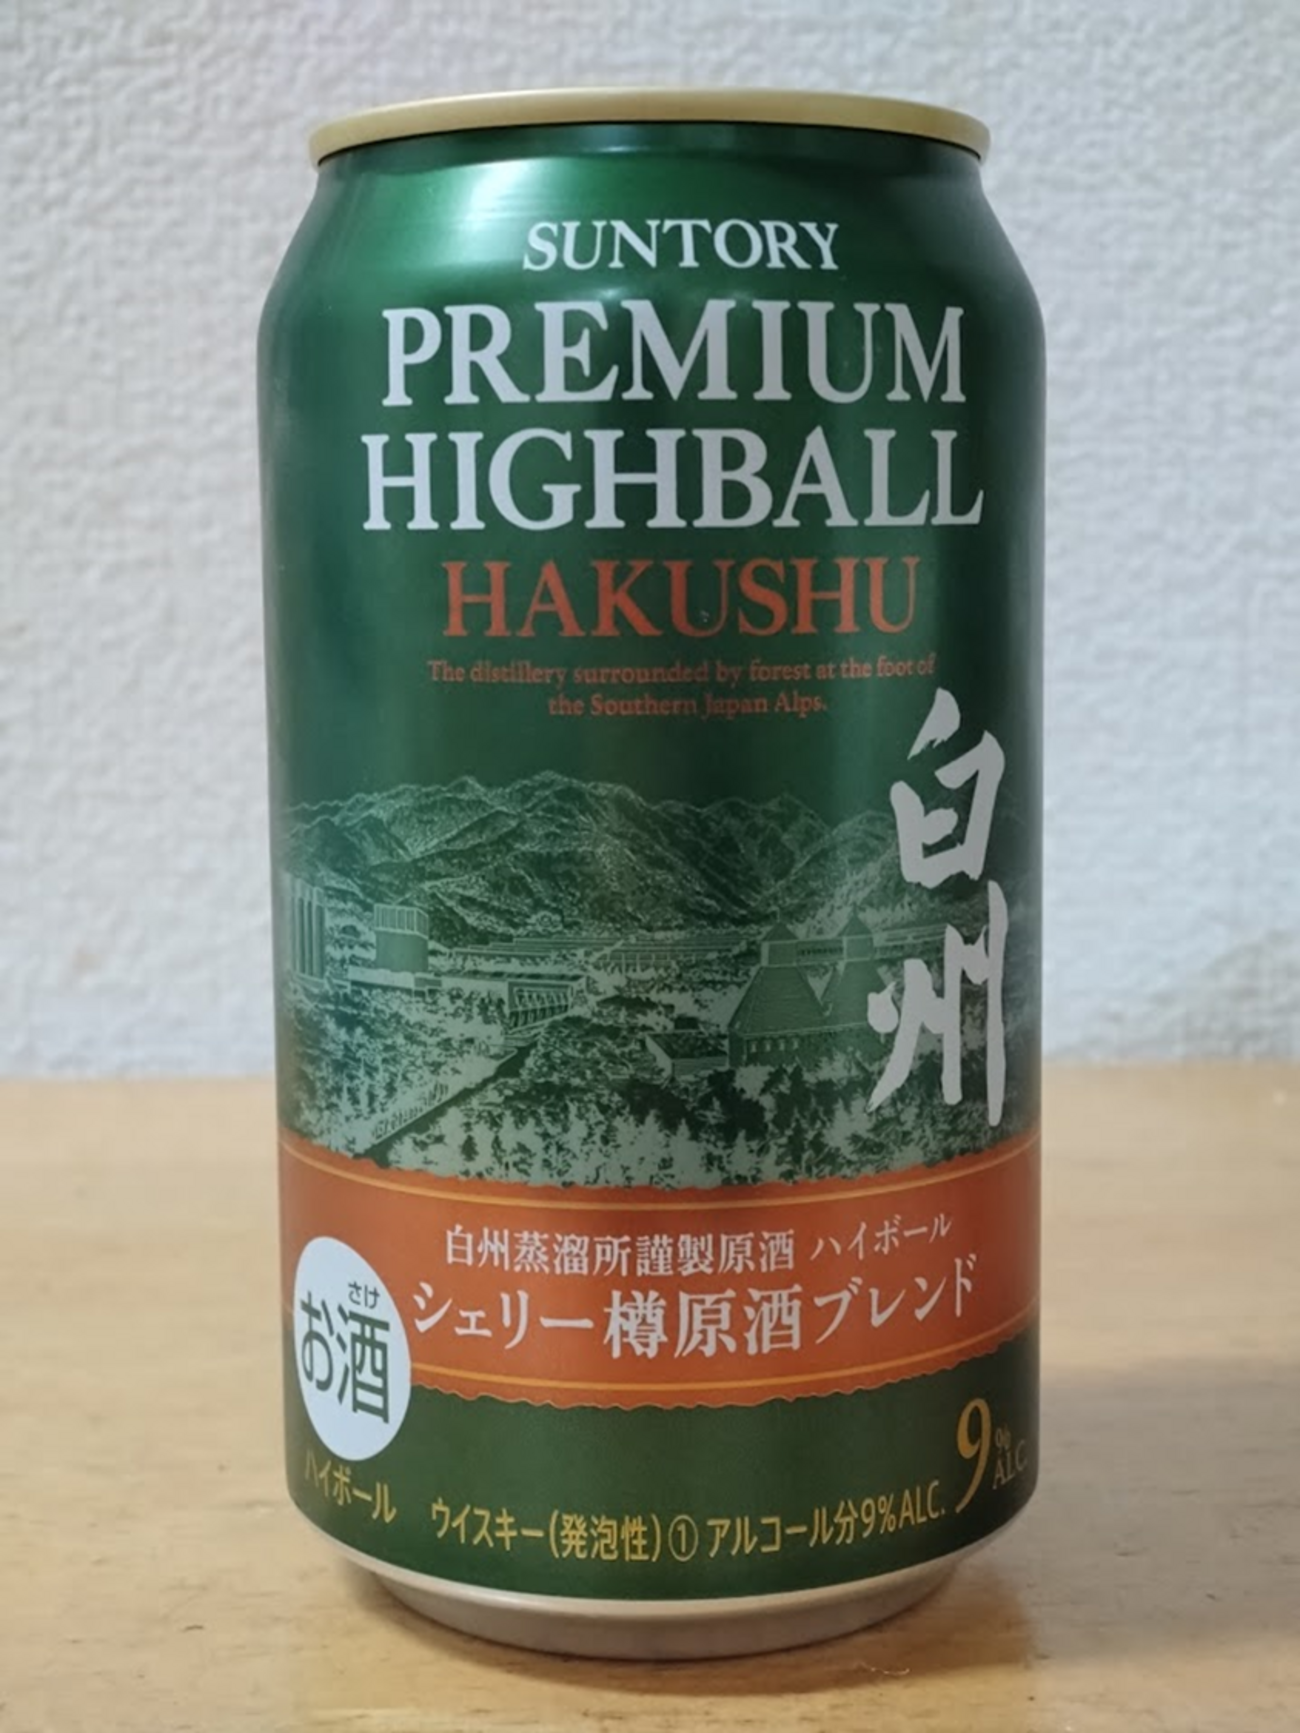 SUNTORY
PREMIUM
HIGHBALL
HAKUSHU
The distillery surrounded by forest at the foot of
the Southern Japan Alps.
白州
白州蒸溜所謹製原酒 ハイボール
シェリー樽原酒ブレンド
さけ
お酒
9% ALC.
ハイボール ウイスキー(発泡性)① アルコール分9%ALC.